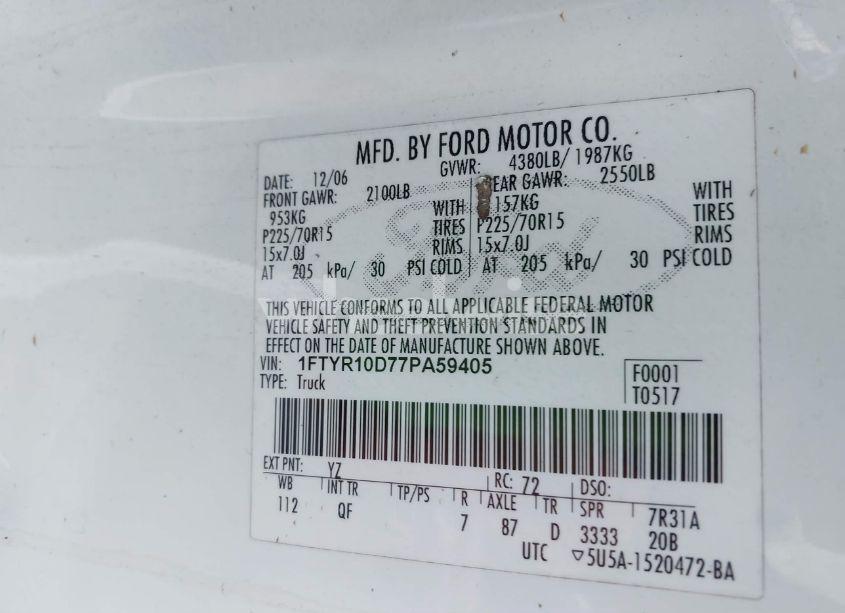 MFD. BY FORD MOTOR CO.
DATE: 12/06 GVWR: 4380LB/ 1987KG
FRONT GAWR: 2100LB REAR GAWR: 2550LB
953KG WITH 157KG WITH
P225/70R15 TIRES P225/70R15 TIRES
15x7.0J RIMS 15x7.0J RIMS
AT 205 kPa/ 30 PSI COLD AT 205 kPa/ 30 PSI COLD
THIS VEHICLE CONFORMS TO ALL APPLICABLE FEDERAL MOTOR
VEHICLE SAFETY AND THEFT PREVENTION STANDARDS IN
EFFECT ON THE DATE OF MANUFACTURE SHOWN ABOVE.
VIN: 1FTYR10D77PA59405
TYPE: Truck
F0001
T0517
EXT PNT: YZ RC: 72 DSO:
WB INT TR TP/PS R AXLE TR SPR 7R31A
112 QF 7 87 D 3333 20B
UTC ▽5U5A-1520472-BA